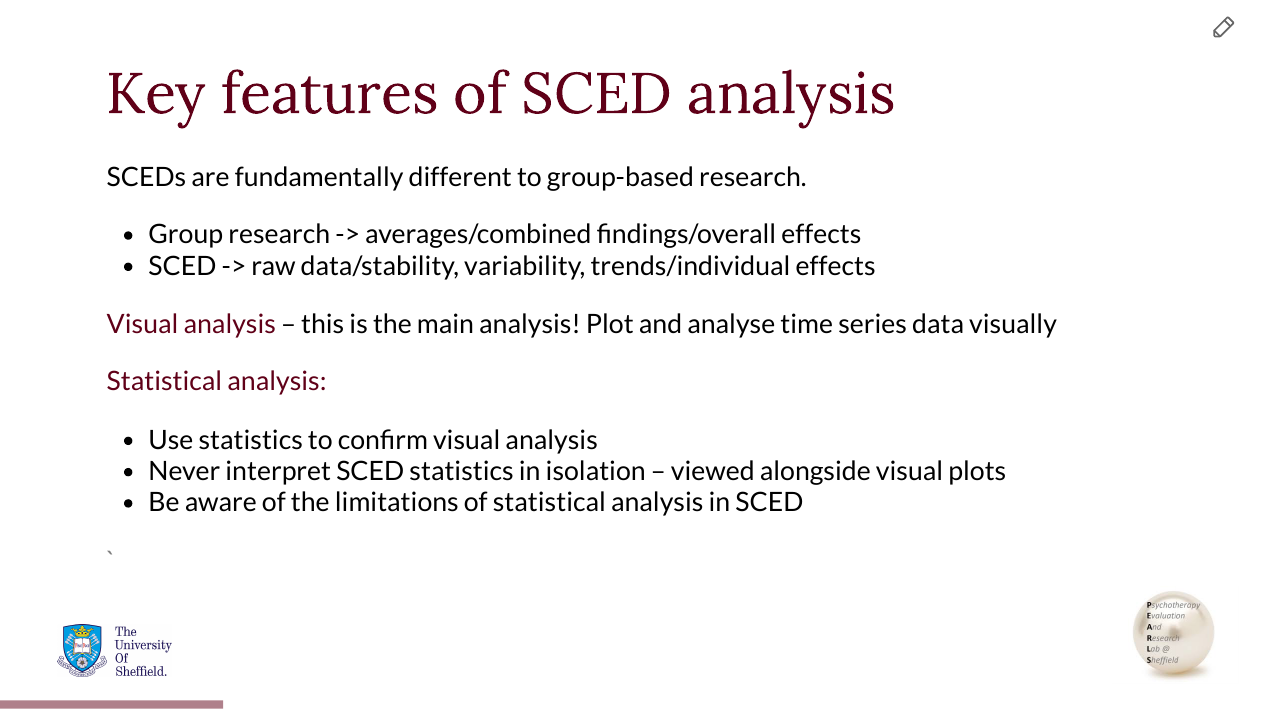 Key features of SCED analysis
SCEDs are fundamentally different to group-based research.
• Group research -> averages/combined findings/overall effects
• SCED -> raw data/stability, variability, trends/individual effects
Visual analysis – this is the main analysis! Plot and analyse time series data visually
Statistical analysis:
• Use statistics to confirm visual analysis
• Never interpret SCED statistics in isolation – viewed alongside visual plots
• Be aware of the limitations of statistical analysis in SCED
`
The
University
Of
Sheffield.
Psychotherapy
Evaluation
And
Research
Lab @
Sheffield